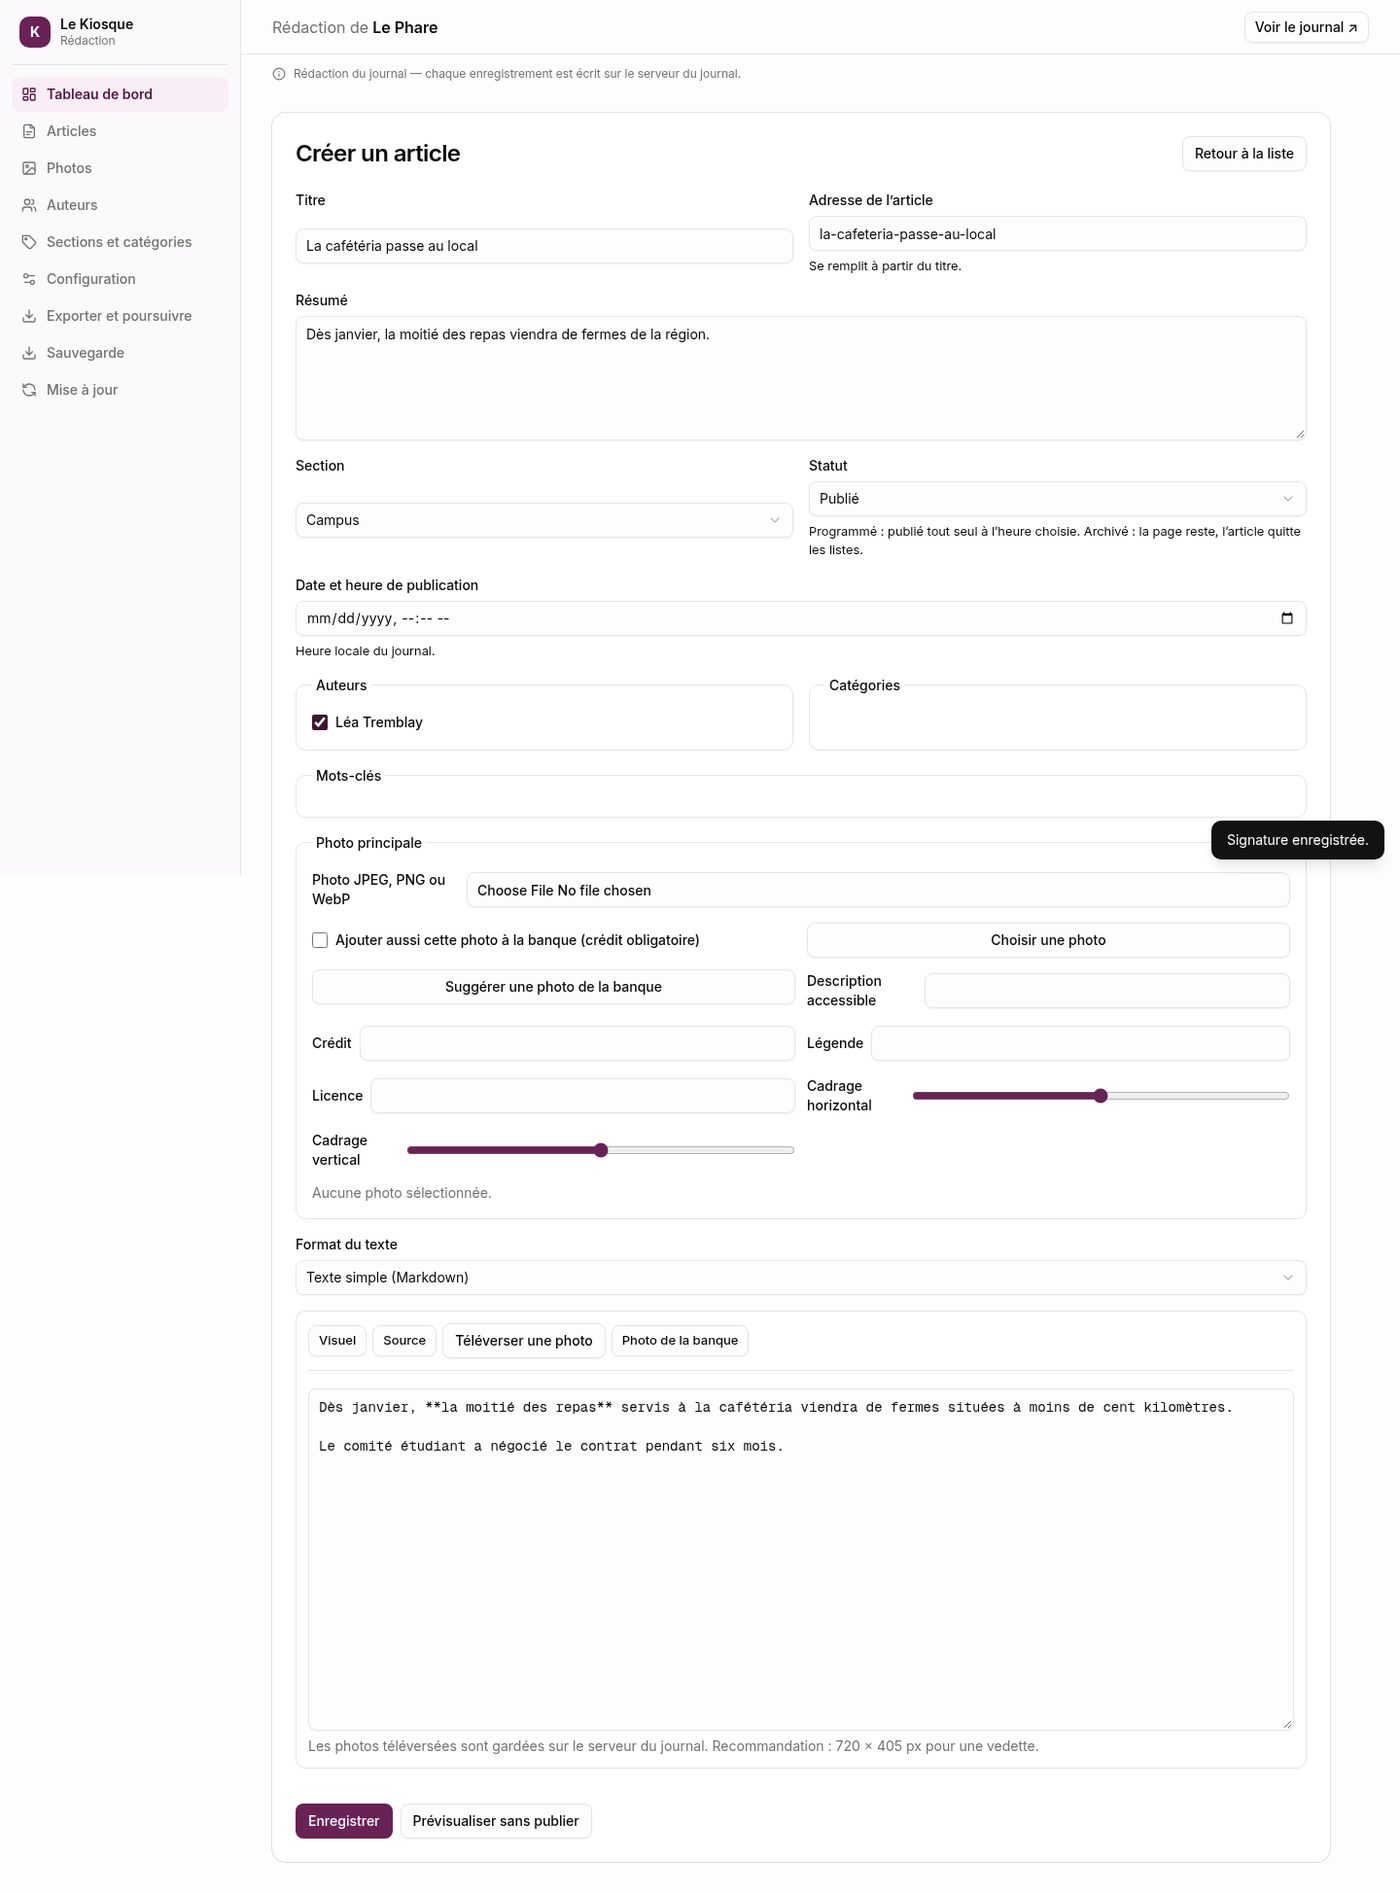 K
Le Kiosque
Rédaction
Tableau de bord
Articles
Photos
Auteurs
Sections et catégories
Configuration
Exporter et poursuivre
Sauvegarde
Mise à jour
Rédaction de Le Phare
Voir le journal ↗
Rédaction du journal — chaque enregistrement est écrit sur le serveur du journal.
Créer un article
Retour à la liste
Titre
La cafétéria passe au local
Adresse de l’article
la-cafeteria-passe-au-local
Se remplit à partir du titre.
Résumé
Dès janvier, la moitié des repas viendra de fermes de la région.
Section
Campus
Statut
Publié
Programmé : publié tout seul à l’heure choisie. Archivé : la page reste, l’article quitte
les listes.
Date et heure de publication
mm/dd/yyyy, --:-- --
Heure locale du journal.
Auteurs
Léa Tremblay
Catégories
Mots-clés
Signature enregistrée.
Photo principale
Photo JPEG, PNG ou
WebP
Choose File No file chosen
Ajouter aussi cette photo à la banque (crédit obligatoire)
Choisir une photo
Suggérer une photo de la banque
Description
accessible
Crédit
Légende
Licence
Cadrage
horizontal
Cadrage
vertical
Aucune photo sélectionnée.
Format du texte
Texte simple (Markdown)
Visuel
Source
Téléverser une photo
Photo de la banque
Dès janvier, **la moitié des repas** servis à la cafétéria viendra de fermes situées à moins de cent kilomètres.
Le comité étudiant a négocié le contrat pendant six mois.
Les photos téléversées sont gardées sur le serveur du journal. Recommandation : 720 × 405 px pour une vedette.
Enregistrer
Prévisualiser sans publier